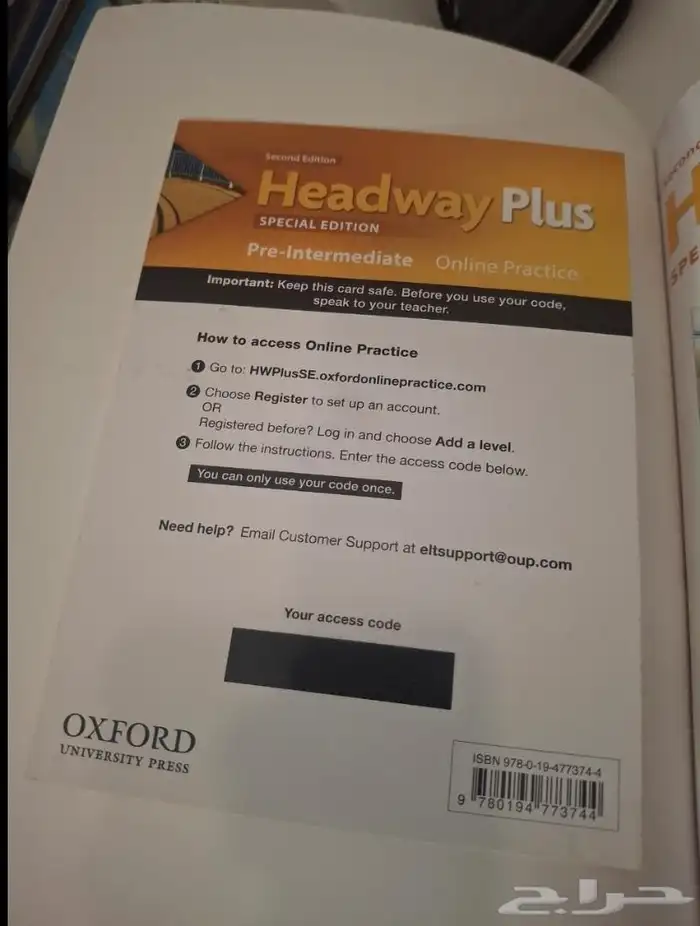 Second Edition
Headway Plus
SPECIAL EDITION
Pre-Intermediate Online Practice
Important: Keep this card safe. Before you use your code,
speak to your teacher.
How to access Online Practice
1 Go to: HWPlusSE.oxfordonlinepractice.com
2 Choose Register to set up an account.
OR
Registered before? Log in and choose Add a level.
3 Follow the instructions. Enter the access code below.
You can only use your code once.
Need help? Email Customer Support at eltsupport@oup.com
Your access code
OXFORD
UNIVERSITY PRESS
ISBN 978-0-19-477374-4
9 780194 773744
حراج